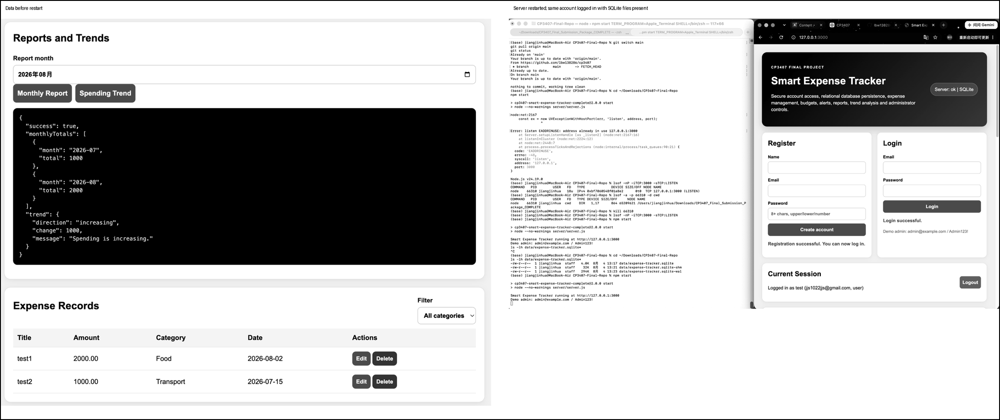 Data before restart
Reports and Trends
Report month
2026年08月
Monthly Report
Spending Trend
{
"success": true,
"monthlyTotals": [
{
"month": "2026-07",
"total": 1000
},
{
"month": "2026-08",
"total": 2000
}
],
"trend": {
"direction": "increasing",
"change": 1000,
"message": "Spending is increasing."
}
}
Expense Records
Filter
All categories
Title Amount Category Date Actions
test1 2000.00 Food 2026-08-02 Edit Delete
test2 1000.00 Transport 2026-07-15 Edit Delete
Server restarted; same account logged in with SQLite files present
CP3407-Final-Repo — node • npm start TERM_PROGRAM=Apple_Terminal SHELL=/bin/zsh — 117×66
~/Downloads/CP3407_Final_Submission_Package_COMPLETE — -zsh ... ...pm start TERM_PROGRAM=Apple_Terminal SHELL=/bin/zsh
(base) jiangjinhua@MacBook-Air CP3407-Final-Repo % git switch main
git pull origin main
git status
Already on 'main'
Your branch is up to date with 'origin/main'.
From https://github.com/lbw138286/cp3407
* branch main -> FETCH_HEAD
Already up to date.
On branch main
Your branch is up to date with 'origin/main'.
nothing to commit, working tree clean
(base) jiangjinhua@MacBook-Air CP3407-Final-Repo % cd ~/Downloads/CP3407-Final-Repo
npm start
> cp3407-smart-expense-tracker-complete@2.0.0 start
> node --no-warnings server/server.js
node:net:2167
const ex = new UVExceptionWithHostPort(err, 'listen', address, port);
^
Error: listen EADDRINUSE: address already in use 127.0.0.1:3000
at Server.setupListenHandle [as _listen2] (node:net:2167:16)
at listenInCluster (node:net:2224:12)
at node:net:2448:7
at process.processTicksAndRejections (node:internal/process/task_queues:90:21) {
code: 'EADDRINUSE',
errno: -48,
syscall: 'listen',
address: '127.0.0.1',
port: 3000
}
Node.js v24.19.0
(base) jiangjinhua@MacBook-Air CP3407-Final-Repo % lsof -nP -iTCP:3000 -sTCP:LISTEN
COMMAND PID USER FD TYPE DEVICE SIZE/OFF NODE NAME
node 66310 jiangjinhua 18u IPv4 0xbf7060548f01a8e2 0t0 TCP 127.0.0.1:3000 (LISTEN)
(base) jiangjinhua@MacBook-Air CP3407-Final-Repo % lsof -a -p 66310 -d cwd
COMMAND PID USER FD TYPE DEVICE SIZE/OFF NODE NAME
node 66310 jiangjinhua cwd DIR 1,17 864 65209621 /Users/jiangjinhua/Downloads/CP3407_Final_Submission_P
ackage_COMPLETE
(base) jiangjinhua@MacBook-Air CP3407-Final-Repo % kill 66310
(base) jiangjinhua@MacBook-Air CP3407-Final-Repo % lsof -nP -iTCP:3000 -sTCP:LISTEN
(base) jiangjinhua@MacBook-Air CP3407-Final-Repo % npm start
> cp3407-smart-expense-tracker-complete@2.0.0 start
> node --no-warnings server/server.js
Smart Expense Tracker running at http://127.0.0.1:3000
Demo admin: admin@example.com / Admin123!
ls -lh data/expense-tracker.sqlite*
^C
(base) jiangjinhua@MacBook-Air CP3407-Final-Repo % cd ~/Downloads/CP3407-Final-Repo
ls -lh data/expense-tracker.sqlite*
-rw-r--r-- 1 jiangjinhua staff 4.0K 8月 4 13:17 data/expense-tracker.sqlite
-rw-r--r-- 1 jiangjinhua staff 32K 8月 4 13:21 data/expense-tracker.sqlite-shm
-rw-r--r-- 1 jiangjinhua staff 294K 8月 4 13:23 data/expense-tracker.sqlite-wal
(base) jiangjinhua@MacBook-Air CP3407-Final-Repo % npm start
> cp3407-smart-expense-tracker-complete@2.0.0 start
> node --no-warnings server/server.js
Smart Expense Tracker running at http://127.0.0.1:3000
Demo admin: admin@example.com / Admin123!
Content CP3407 lbw1382 Smart Ex 问问 Gemini
127.0.0.1:3000 重新启动即可更新
CP3407 FINAL PROJECT
Smart Expense Tracker
Secure account access, relational database persistence, expense
management, budgets, alerts, reports, trend analysis and administrator
controls.
Server: ok | SQLite
Register
Name
Email
Password
8+ chars, upper/lower/number
Create account
Registration successful. You can now log in.
Login
Email
Password
Login
Login successful.
Demo admin: admin@example.com / Admin123!
Current Session
Logged in as test (jjs1022jjs@gmail.com, user)
Logout